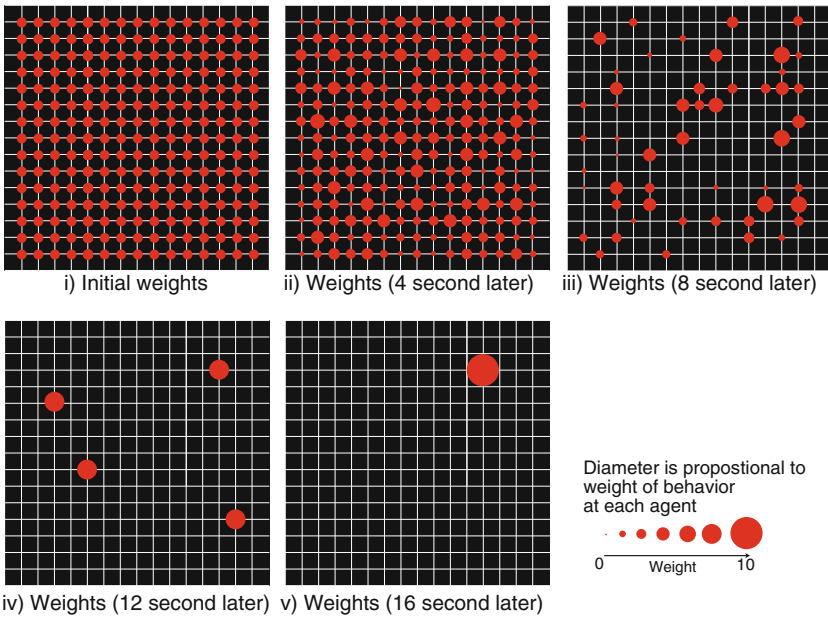 i) Initial weights
ii) Weights (4 second later)
iii) Weights (8 second later)
iv) Weights (12 second later)
v) Weights (16 second later)
Diameter is propostional to
weight of behavior
at each agent
0 Weight 10